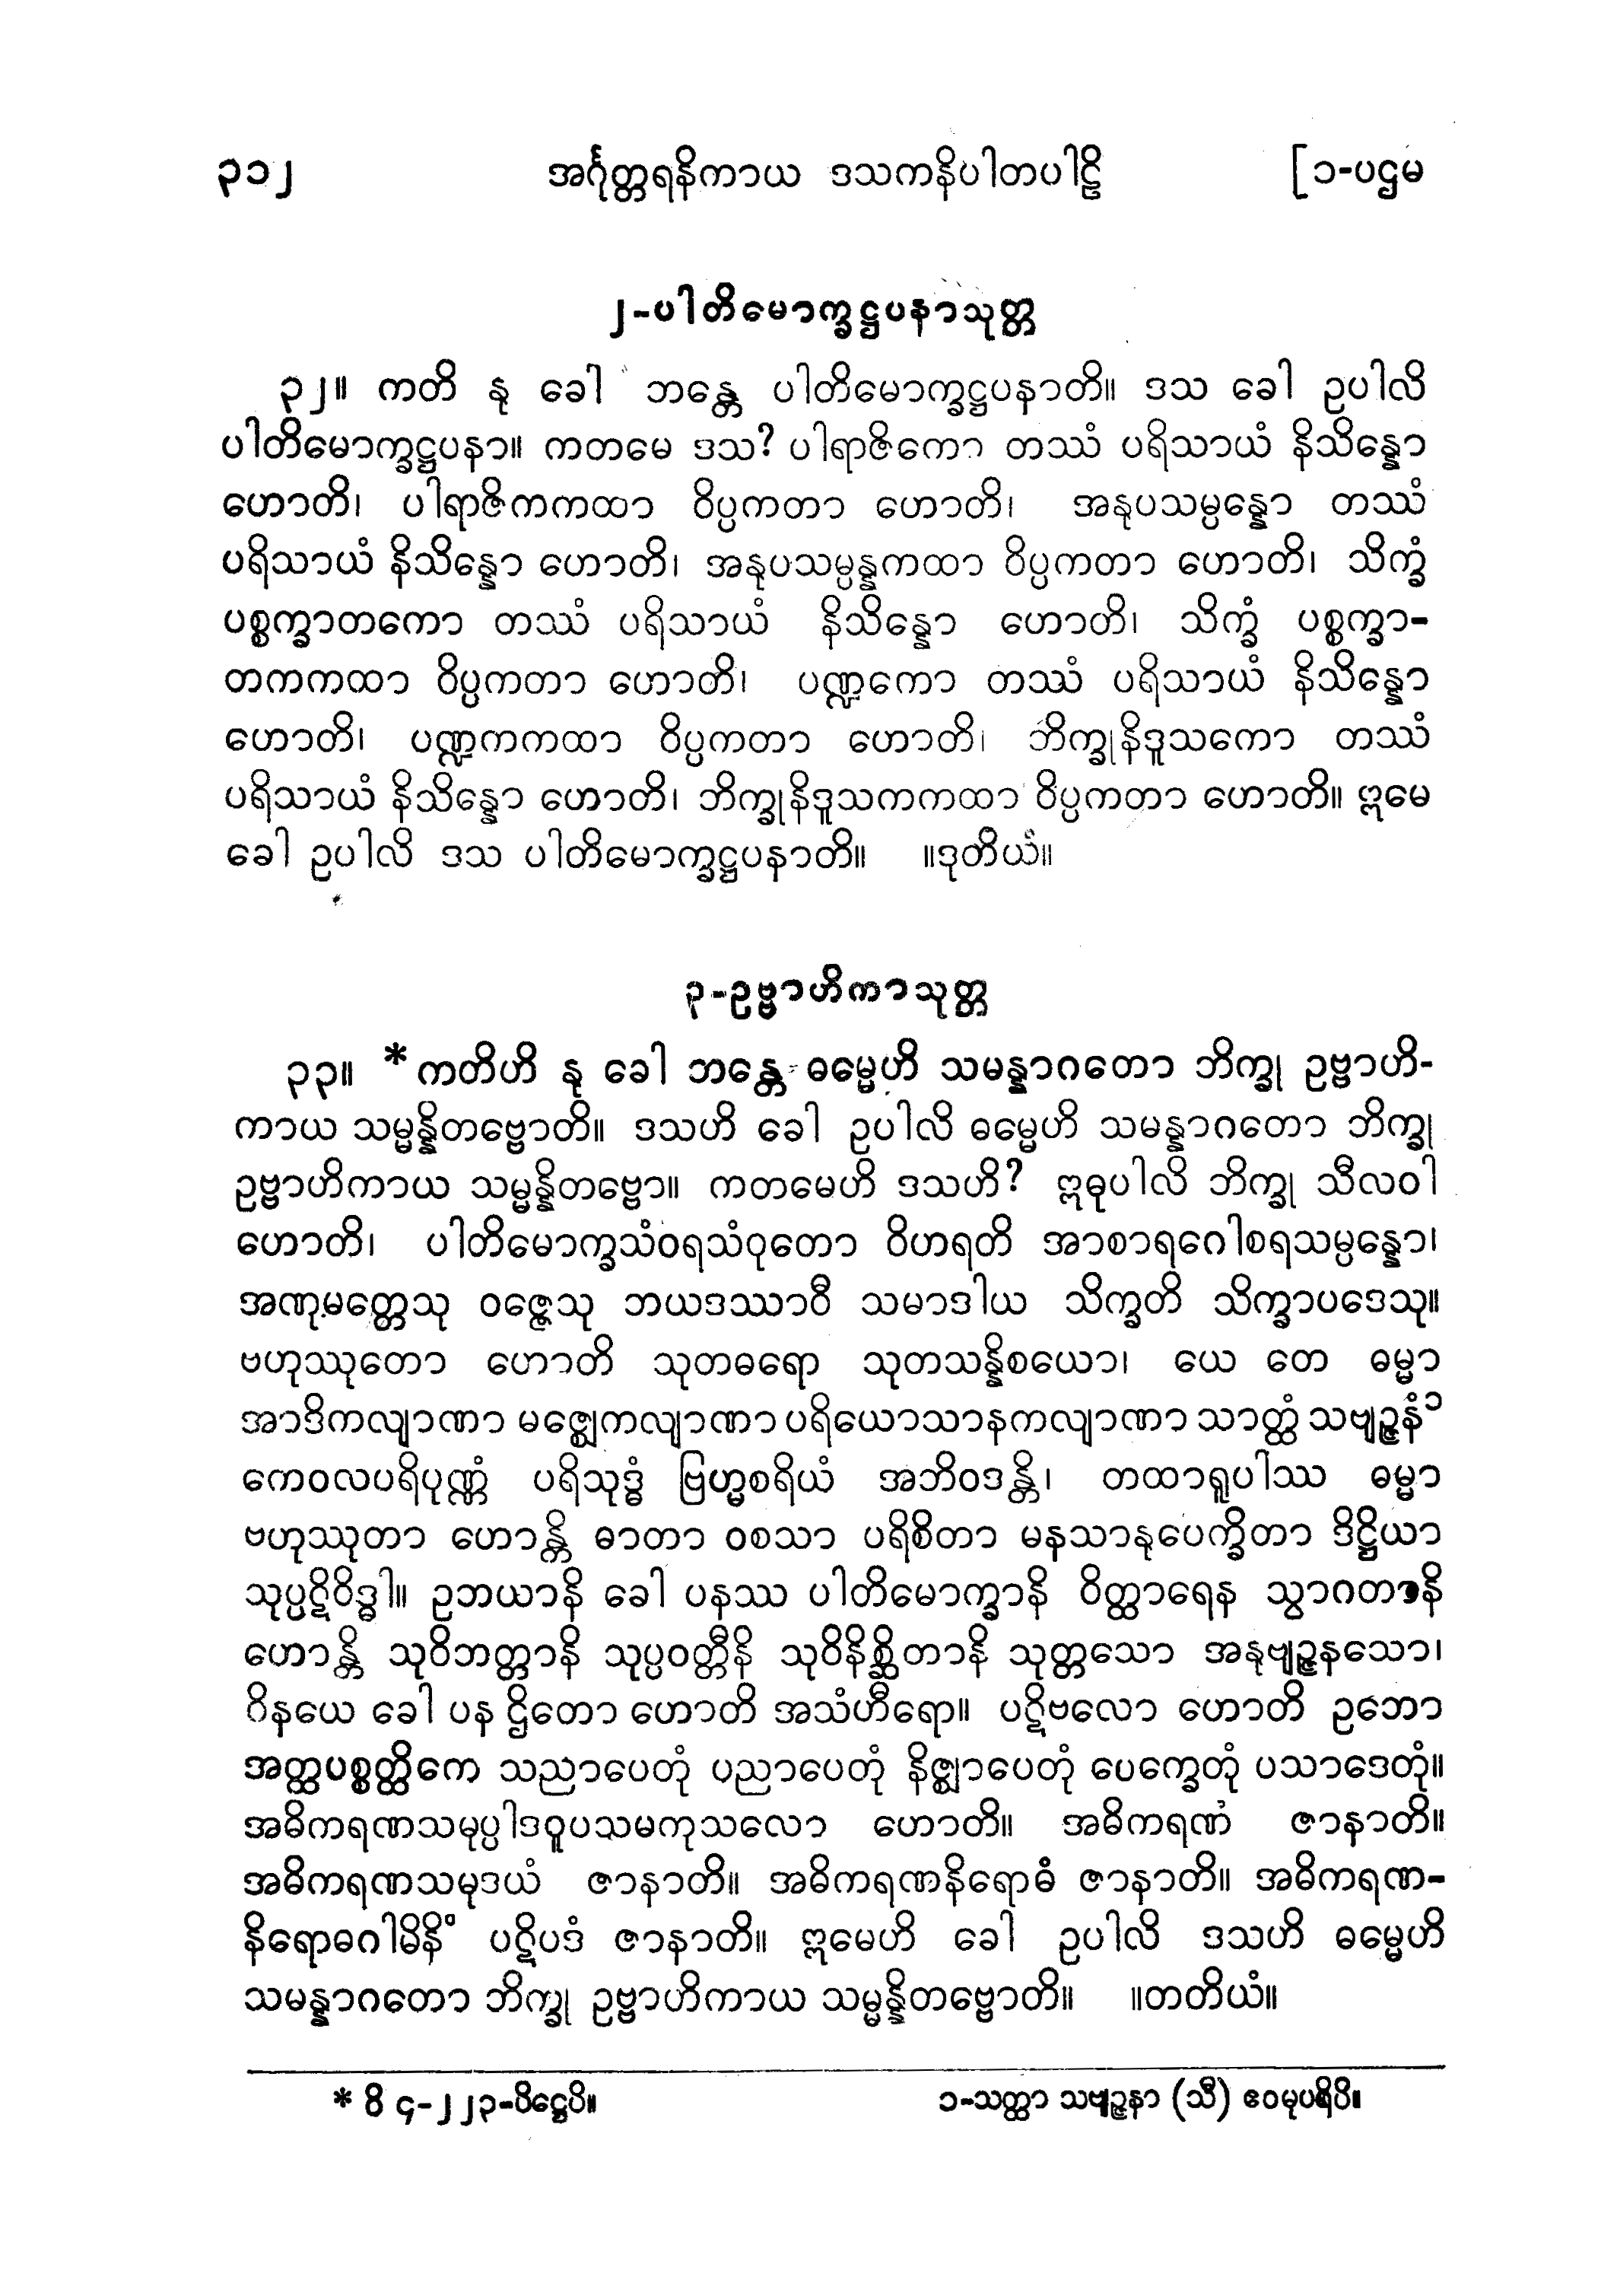 ၃၁၂ အင်္ဂုတ္တရနိကာယ ဒသကနိပါတပါဠိ [၁-ပဌမ
၂-ပါတိမောက္ခဋ္ဌပနာသုတ္တ
၃၂။ ကတိ နု ခေါ ဘန္တေ ပါတိမောက္ခဋ္ဌပနာတိ။ ဒသ ခေါ ဥပါလိ
ပါတိမောက္ခဋ္ဌပနာ။ ကတမေ ဒသ? ပါရာဇိကော တဿံ ပရိသာယံ နိသိန္နော
ဟောတိ၊ ပါရာဇိကကထာ ဝိပ္ပကတာ ဟောတိ၊ အနုပသမ္ပန္နော တဿံ
ပရိသာယံ နိသိန္နော ဟောတိ၊ အနုပသမ္ပန္နကထာ ဝိပ္ပကတာ ဟောတိ၊ သိက္ခံ
ပစ္စက္ခာတကော တဿံ ပရိသာယံ နိသိန္နော ဟောတိ၊ သိက္ခံ ပစ္စက္ခာ-
တကကထာ ဝိပ္ပကတာ ဟောတိ၊ ပဏ္ဍကော တဿံ ပရိသာယံ နိသိန္နော
ဟောတိ၊ ပဏ္ဍကကထာ ဝိပ္ပကတာ ဟောတိ၊ ဘိက္ခုနိဒူသကော တဿံ
ပရိသာယံ နိသိန္နော ဟောတိ၊ ဘိက္ခုနိဒူသကကထာ ဝိပ္ပကတာ ဟောတိ။ ဣမေ
ခေါ ဥပါလိ ဒသ ပါတိမောက္ခဋ္ဌပနာတိ။ ။ဒုတိယံ။
၃-ဥဗ္ဗာဟိကာသုတ္တ
၃၃။ * ကတိဟိ နု ခေါ ဘန္တေ ဓမ္မေဟိ သမန္နာဂတော ဘိက္ခု ဥဗ္ဗာဟိ-
ကာယ သမ္မန္နိတဗ္ဗောတိ။ ဒသဟိ ခေါ ဥပါလိ ဓမ္မေဟိ သမန္နာဂတော ဘိက္ခု
ဥဗ္ဗာဟိကာယ သမ္မန္နိတဗ္ဗော။ ကတမေဟိ ဒသဟိ? ဣဓုပါလိ ဘိက္ခု သီလဝါ
ဟောတိ၊ ပါတိမောက္ခသံဝရသံဝုတော ဝိဟရတိ အာစာရဂေါစရသမ္ပန္နော၊
အဏုမတ္တေသု ဝဇ္ဇေသု ဘယဒဿာဝီ သမာဒါယ သိက္ခတိ သိက္ခာပဒေသု။
ဗဟုဿုတော ဟောတိ သုတဓရော သုတသန္နိစယော၊ ယေ တေ ဓမ္မာ
အာဒိကလျာဏာ မဇ္ဈေကလျာဏာ ပရိယောသာနကလျာဏာ သာတ္ထံ သဗျဉ္ဇနံ၁
ကေဝလပရိပုဏ္ဏံ ပရိသုဒ္ဓံ ဗြဟ္မစရိယံ အဘိဝဒန္တိ၊ တထာရူပါဿ ဓမ္မာ
ဗဟုဿုတာ ဟောန္တိ ဓာတာ ဝစသာ ပရိစိတာ မနသာနုပေက္ခိတာ ဒိဋ္ဌိယာ
သုပ္ပဋိဝိဒ္ဓါ။ ဥဘယာနိ ခေါ ပနဿ ပါတိမောက္ခာနိ ဝိတ္ထာရေန သွာဂတာနိ
ဟောန္တိ သုဝိဘတ္တာနိ သုပ္ပဝတ္တီနိ သုဝိနိစ္ဆိတာနိ သုတ္တသော အနုဗျဉ္ဇနသော၊
ဝိနယေ ခေါ ပန ဌိတော ဟောတိ အသံဟီရော။ ပဋိဗလော ဟောတိ ဥဘော
အတ္ထပစ္စတ္ထိကေ သညာပေတုံ ပညာပေတုံ နိဇ္ဈာပေတုံ ပေက္ခေတုံ ပသာဒေတုံ။
အဓိကရဏသမုပ္ပါဒဝူပသမကုသလော ဟောတိ။ အဓိကရဏံ ဇာနာတိ။
အဓိကရဏသမုဒယံ ဇာနာတိ။ အဓိကရဏနိရောဓံ ဇာနာတိ။ အဓိကရဏ-
နိရောဓဂါမိနိံ ပဋိပဒံ ဇာနာတိ။ ဣမေဟိ ခေါ ဥပါလိ ဒသဟိ ဓမ္မေဟိ
သမန္နာဂတော ဘိက္ခု ဥဗ္ဗာဟိကာယ သမ္မန္နိတဗ္ဗောတိ။ ။တတိယံ။
* ဝိ ၄-၂၂၃-ပိဋ္ဌေပိ။ ၁-သတ္ထာ သဗျဉ္ဇနာ (သီ) ဧဝမုပရိပိ။